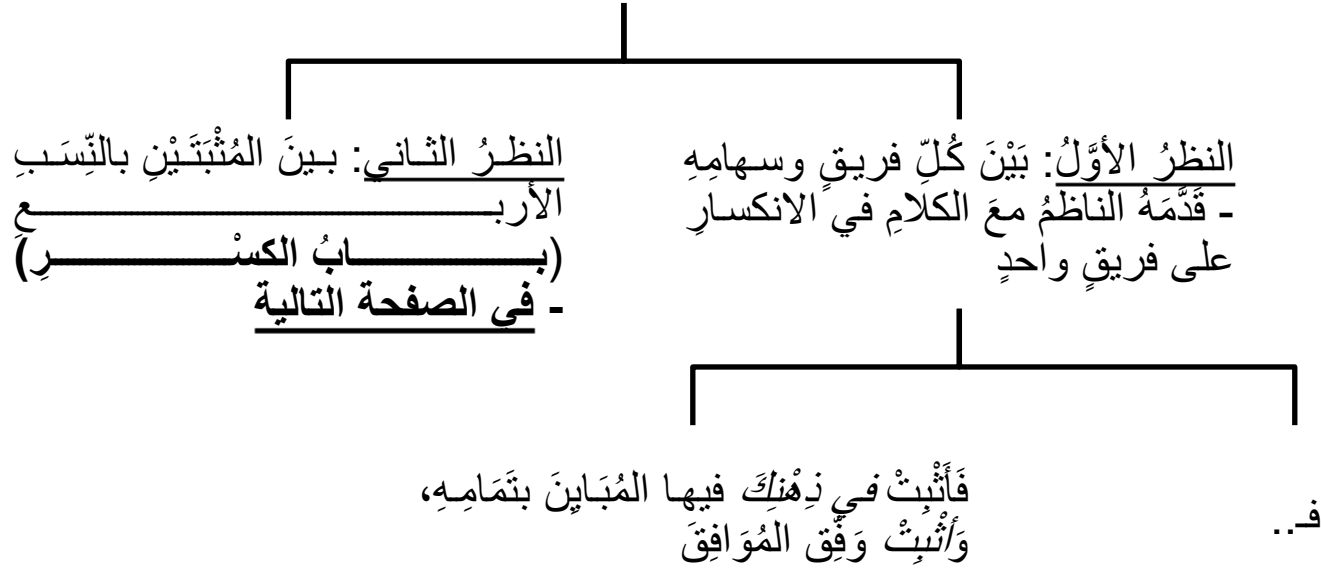 النظرُ الأوَّلُ: بَيْنَ كُلِّ فريقٍ وسهامِهِ
- قَدَّمَهُ الناظمُ معَ الكلامِ في الانكسارِ
على فريقٍ واحدٍ
النظرُ الثاني: بينَ المُثْبَتَيْنِ بالنِّسَبِ
الأربعِ
(بابُ الكسْرِ)
- في الصفحة التالية
فـ..
فَأَثْبِتْ في ذِهْنِكَ فيها المُبَايِنَ بتَمَامِهِ،
وَأَثْبِتْ وَفِّق المُوَافِقَ